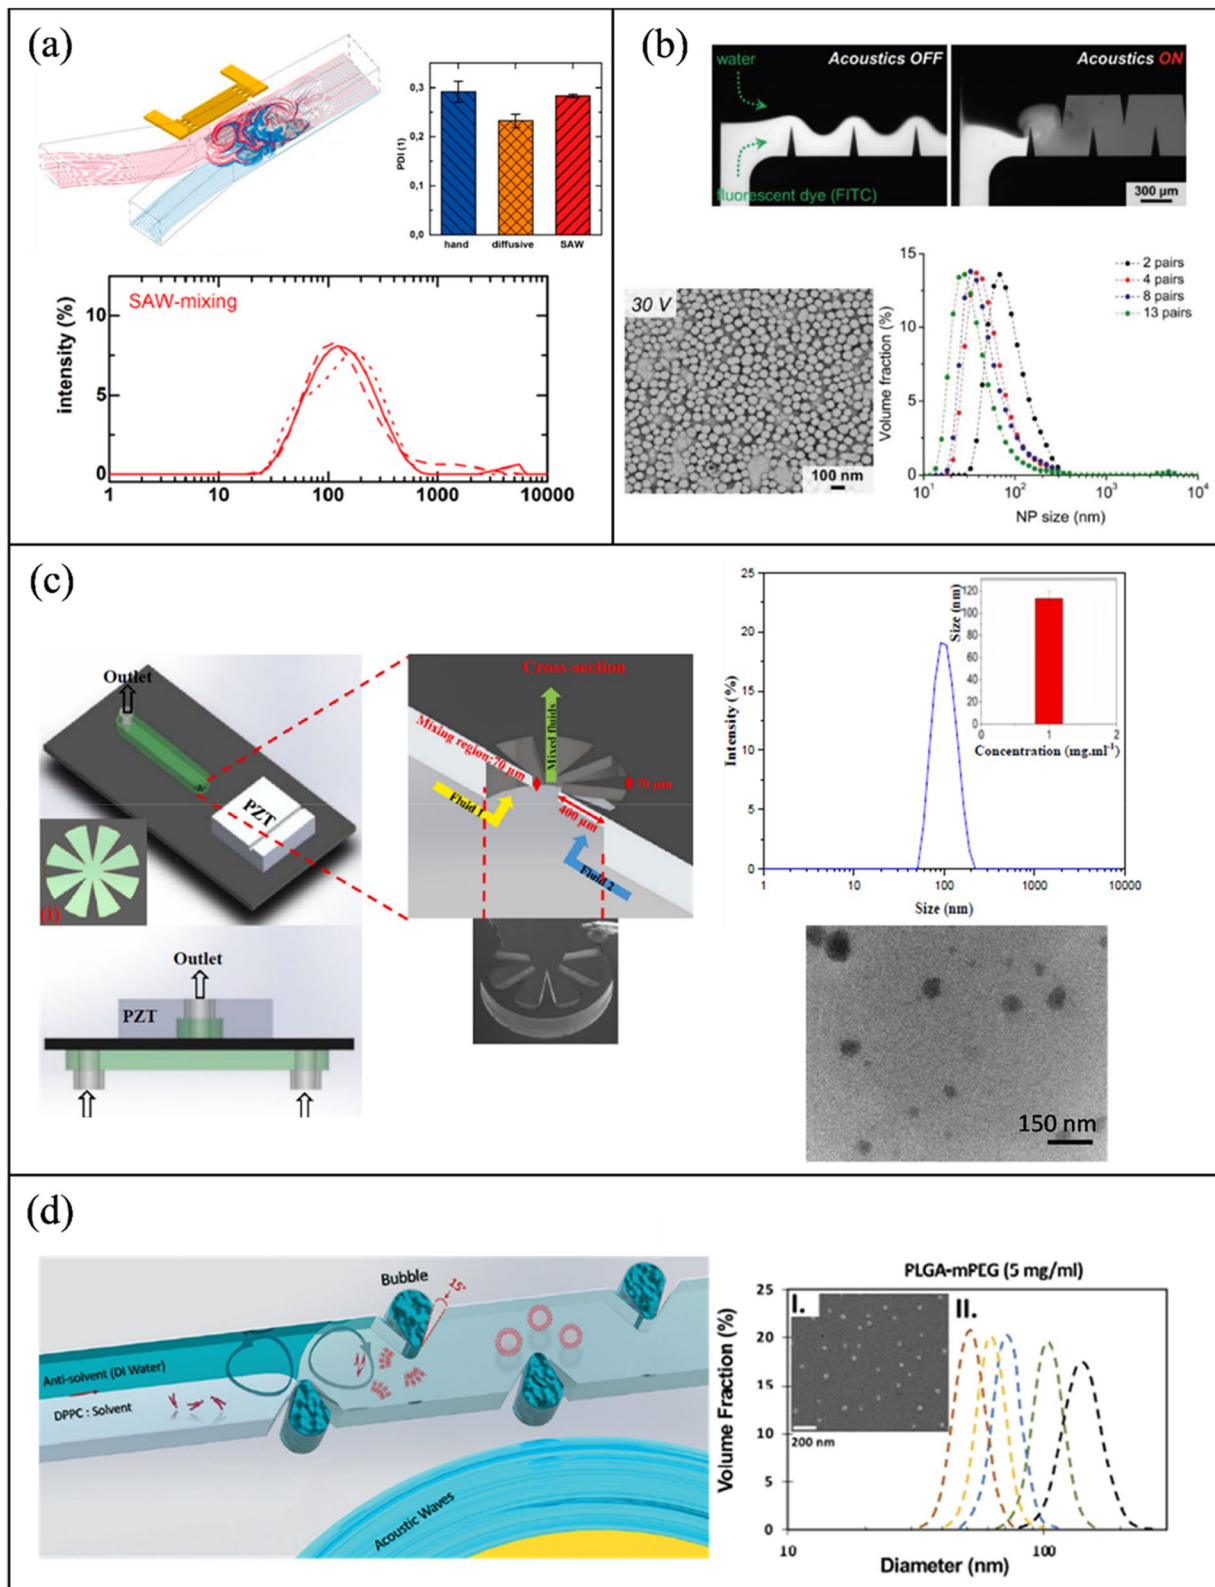 (a)
0,3
0,2
PDI (1)
0,1
0,0
hand
diffusive
SAW
SAW-mixing
10
5
0
intensity (%)
1
10
100
1000
10000
(b)
water
Acoustics OFF
Acoustics ON
fluorescent dye (FITC)
300 µm
30 V
100 nm
15
10
5
0
Volume fraction (%)
2 pairs
4 pairs
8 pairs
13 pairs
10¹
10²
10³
10⁴
NP size (nm)
(c)
Outlet
PZT
(i)
Cross-section
Mixing region:70 µm
Mixed fluids
70 µm
400 µm
Fluid 1
Fluid 2
Outlet
PZT
25
20
15
10
5
0
Intensity (%)
120
100
80
60
40
20
0
Size (nm)
0
1
2
Concentration (mg.ml⁻¹)
1
10
100
1000
10000
Size (nm)
150 nm
(d)
Bubble
15°
Anti-solvent (DI Water)
DPPC : Solvent
Acoustic Waves
PLGA-mPEG (5 mg/ml)
25
20
15
10
5
0
Volume Fraction (%)
I.
II.
200 nm
10
100
Diameter (nm)